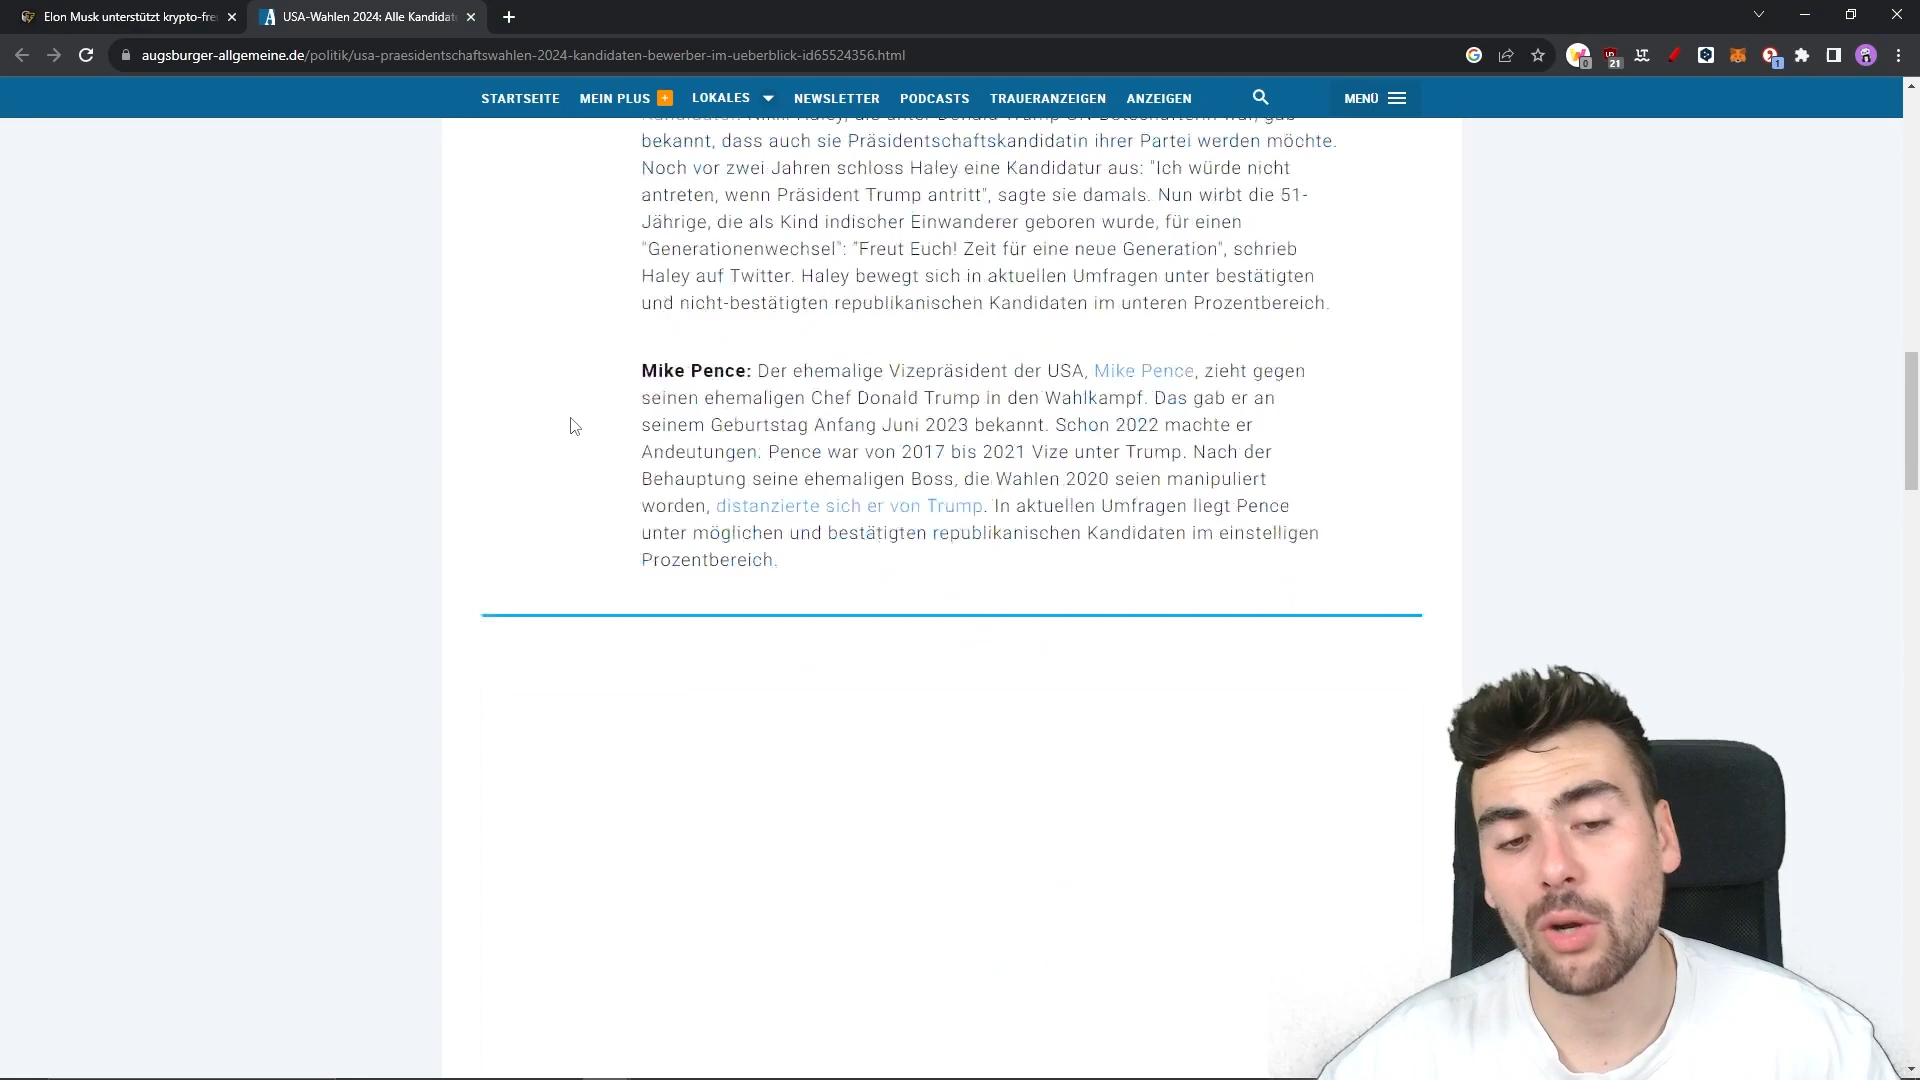 Elon Musk unterstützt krypto-fre
USA-Wahlen 2024: Alle Kandidat
augsburger-allgemeine.de/politik/usa-praesidentschaftswahlen-2024-kandidaten-bewerber-im-ueberblick-id65524356.html
0
21
1
STARTSEITE
MEIN PLUS +
LOKALES
NEWSLETTER
PODCASTS
TRAUERANZEIGEN
ANZEIGEN
MENÜ
bekannt, dass auch sie Präsidentschaftskandidatin ihrer Partei werden möchte.
Noch vor zwei Jahren schloss Haley eine Kandidatur aus: "Ich würde nicht
antreten, wenn Präsident Trump antritt", sagte sie damals. Nun wirbt die 51-
Jährige, die als Kind indischer Einwanderer geboren wurde, für einen
"Generationenwechsel": "Freut Euch! Zeit für eine neue Generation", schrieb
Haley auf Twitter. Haley bewegt sich in aktuellen Umfragen unter bestätigten
und nicht-bestätigten republikanischen Kandidaten im unteren Prozentbereich.
Mike Pence: Der ehemalige Vizepräsident der USA, Mike Pence, zieht gegen
seinen ehemaligen Chef Donald Trump in den Wahlkampf. Das gab er an
seinem Geburtstag Anfang Juni 2023 bekannt. Schon 2022 machte er
Andeutungen. Pence war von 2017 bis 2021 Vize unter Trump. Nach der
Behauptung seine ehemaligen Boss, die Wahlen 2020 seien manipuliert
worden, distanzierte sich er von Trump. In aktuellen Umfragen liegt Pence
unter möglichen und bestätigten republikanischen Kandidaten im einstelligen
Prozentbereich.